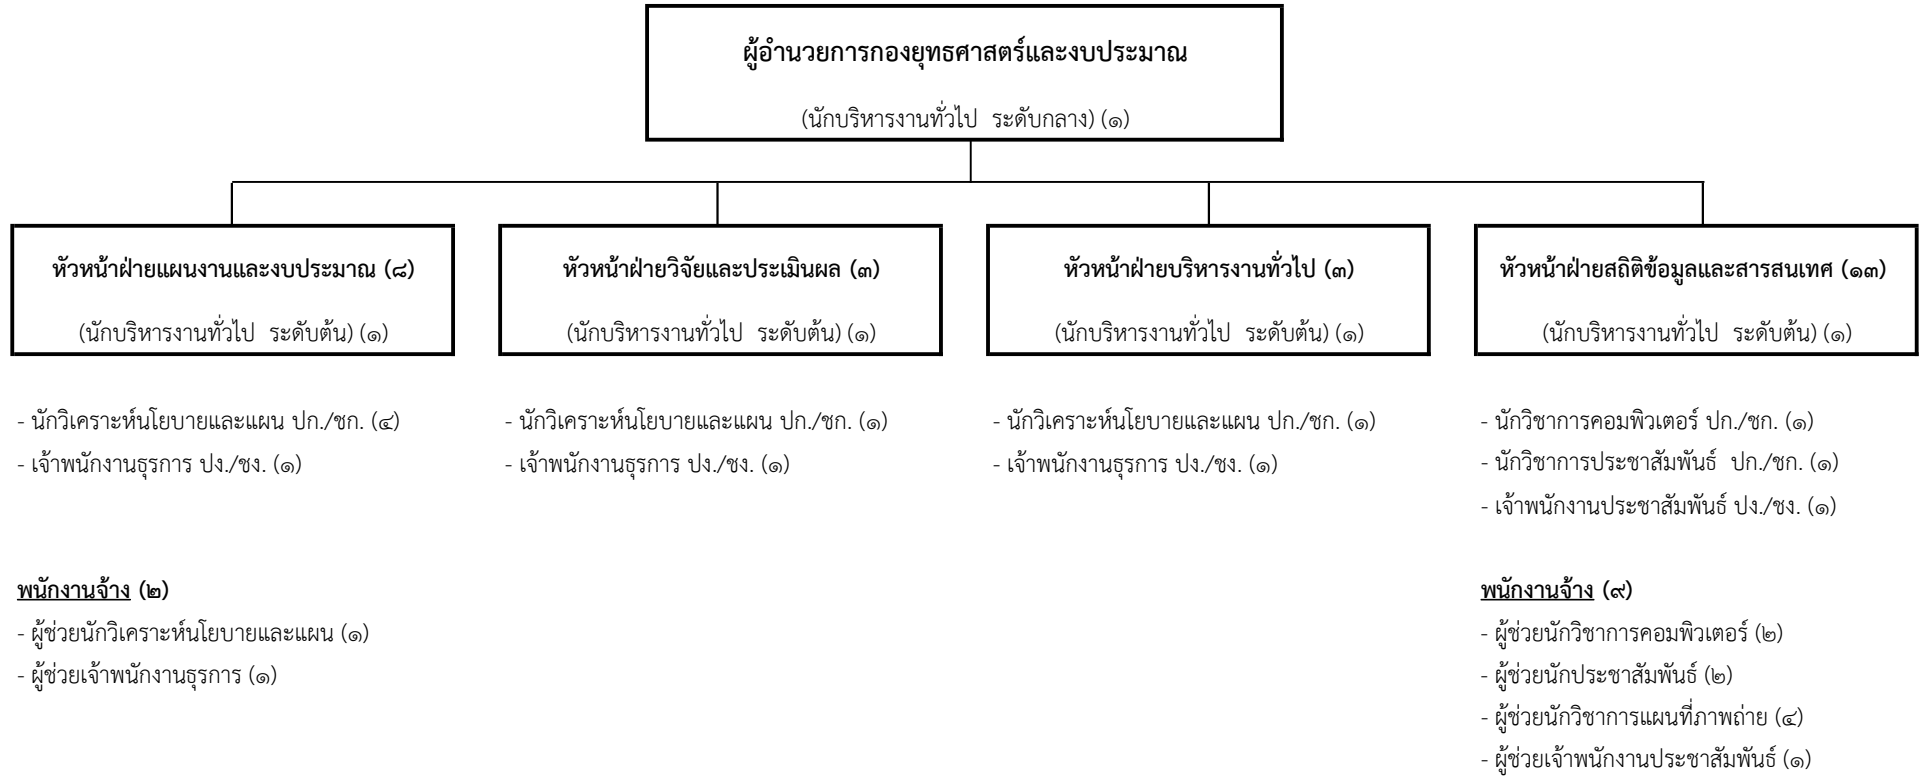 ผู้อำนวยการกองยุทธศาสตร์และงบประมาณ
(นักบริหารงานทั่วไป ระดับกลาง) (๑)
หัวหน้าฝ่ายแผนงานและงบประมาณ (๘)
(นักบริหารงานทั่วไป ระดับต้น) (๑)
- นักวิเคราะห์นโยบายและแผน ปก./ชก. (๔)
- เจ้าพนักงานธุรการ ปง./ชง. (๑)
พนักงานจ้าง (๒)
- ผู้ช่วยนักวิเคราะห์นโยบายและแผน (๑)
- ผู้ช่วยเจ้าพนักงานธุรการ (๑)
หัวหน้าฝ่ายวิจัยและประเมินผล (๓)
(นักบริหารงานทั่วไป ระดับต้น) (๑)
- นักวิเคราะห์นโยบายและแผน ปก./ชก. (๑)
- เจ้าพนักงานธุรการ ปง./ชง. (๑)
หัวหน้าฝ่ายบริหารงานทั่วไป (๓)
(นักบริหารงานทั่วไป ระดับต้น) (๑)
- นักวิเคราะห์นโยบายและแผน ปก./ชก. (๑)
- เจ้าพนักงานธุรการ ปง./ชง. (๑)
หัวหน้าฝ่ายสถิติข้อมูลและสารสนเทศ (๑๓)
(นักบริหารงานทั่วไป ระดับต้น) (๑)
- นักวิชาการคอมพิวเตอร์ ปก./ชก. (๑)
- นักวิชาการประชาสัมพันธ์ ปก./ชก. (๑)
- เจ้าพนักงานประชาสัมพันธ์ ปง./ชง. (๑)
พนักงานจ้าง (๙)
- ผู้ช่วยนักวิชาการคอมพิวเตอร์ (๒)
- ผู้ช่วยนักประชาสัมพันธ์ (๒)
- ผู้ช่วยนักวิชาการแผนที่ภาพถ่าย (๔)
- ผู้ช่วยเจ้าพนักงานประชาสัมพันธ์ (๑)